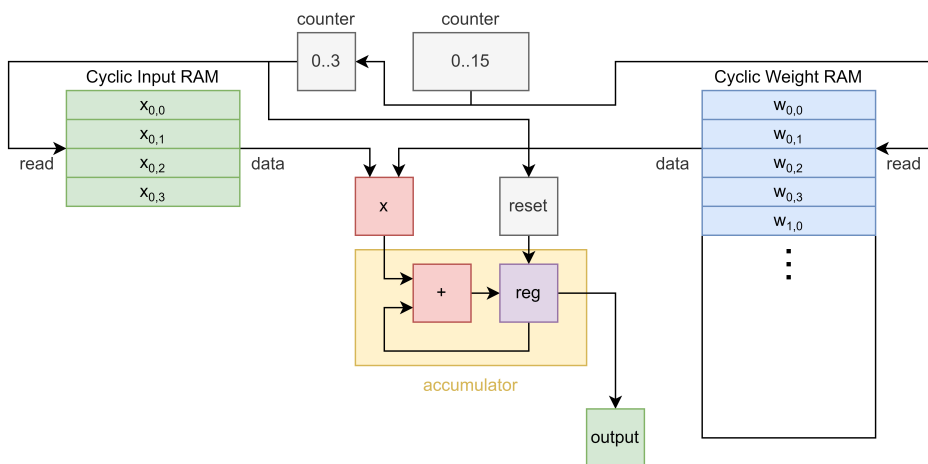 counter
counter
0..3
0..15
Cyclic Input RAM
Cyclic Weight RAM
x0,0
x0,1
x0,2
x0,3
w0,0
w0,1
w0,2
w0,3
w1,0
read
data
data
read
x
reset
+
reg
accumulator
output